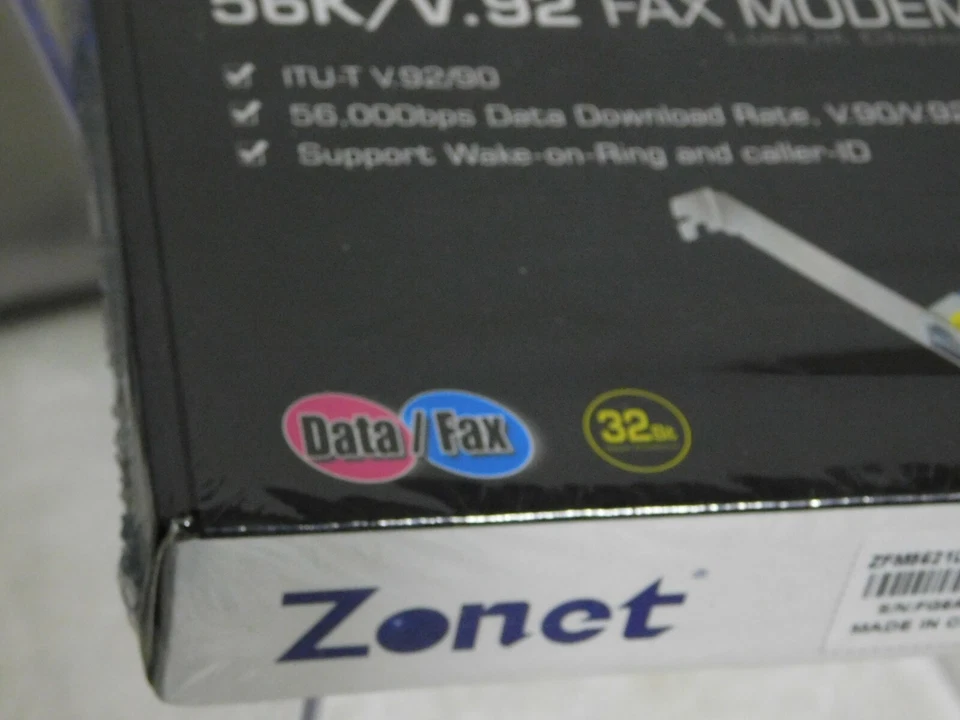 56K/V.92 FAX MODEM
ITU-T V.92/90
56,000bps Data Download Rate, V.90/V.92
Support Wake-on-Ring and caller-ID
Data / Fax
32Bit
Zonet
MADE IN